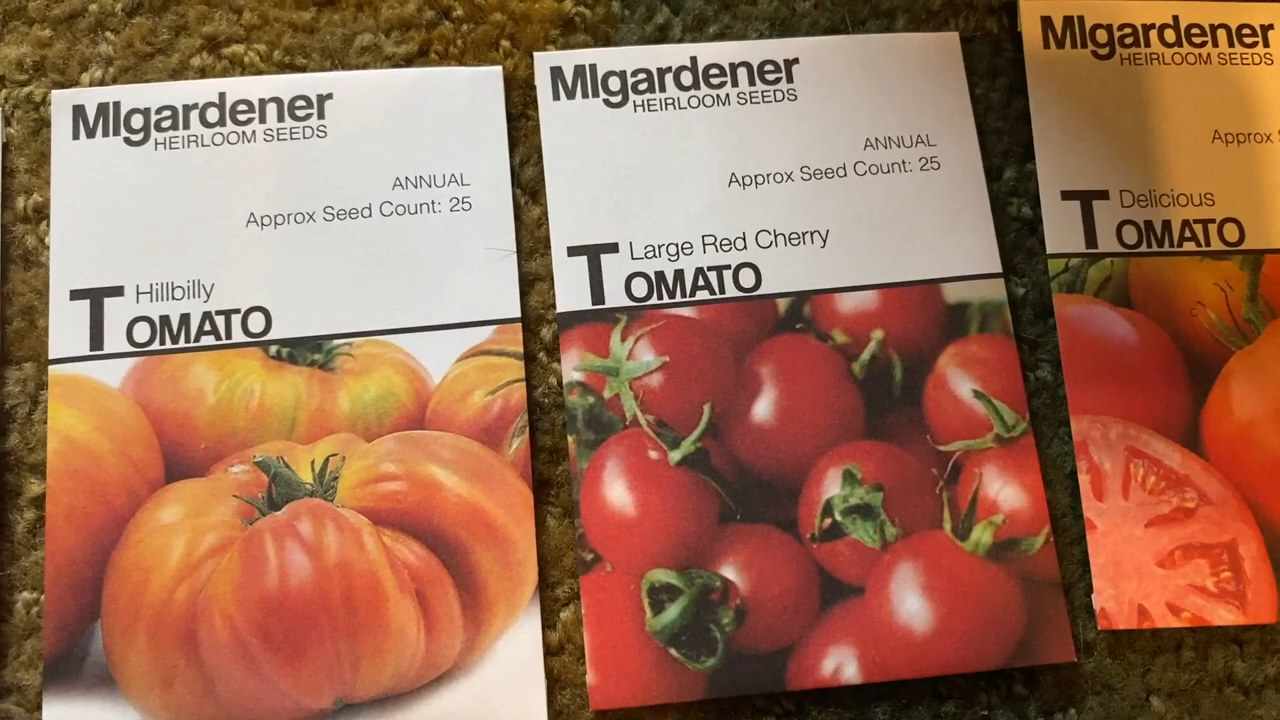 MIgardener
HEIRLOOM SEEDS
ANNUAL
Approx Seed Count: 25
Hillbilly
TOMATO
MIgardener
HEIRLOOM SEEDS
ANNUAL
Approx Seed Count: 25
Large Red Cherry
TOMATO
MIgardener
HEIRLOOM SEEDS
Approx
Delicious
TOMATO